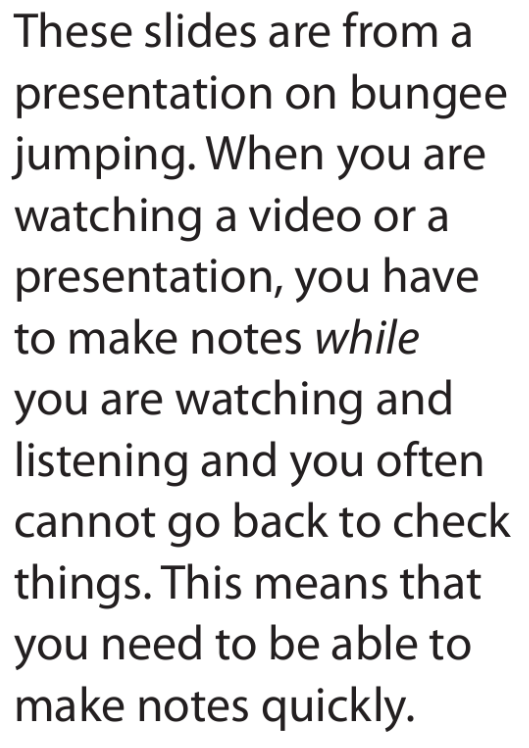 These slides are from a
presentation on bungee
jumping. When you are
watching a video or a
presentation, you have
to make notes while
you are watching and
listening and you often
cannot go back to check
things. This means that
you need to be able to
make notes quickly.